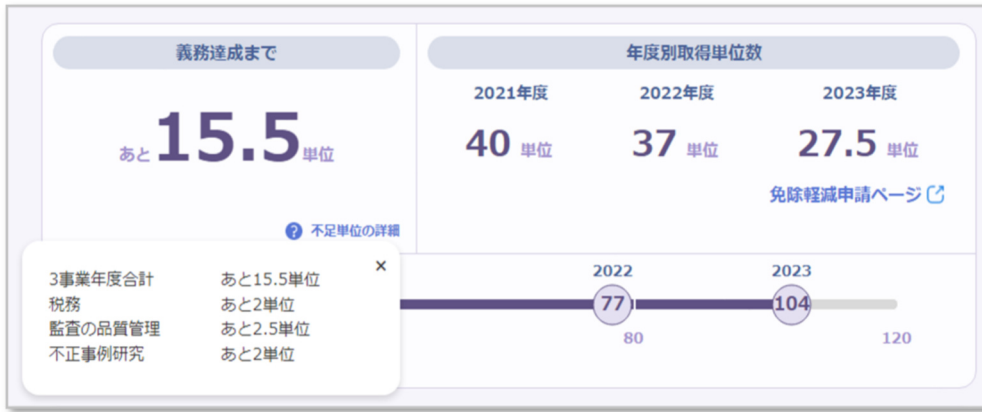 義務達成まで
あと15.5単位
? 不足単位の詳細
年度別取得単位数
2021年度 2022年度 2023年度
40 単位 37 単位 27.5 単位
免除軽減申請ページ
×
3事業年度合計 あと15.5単位
税務 あと2単位
監査の品質管理 あと2.5単位
不正事例研究 あと2単位
2022 2023
77 104
80 120